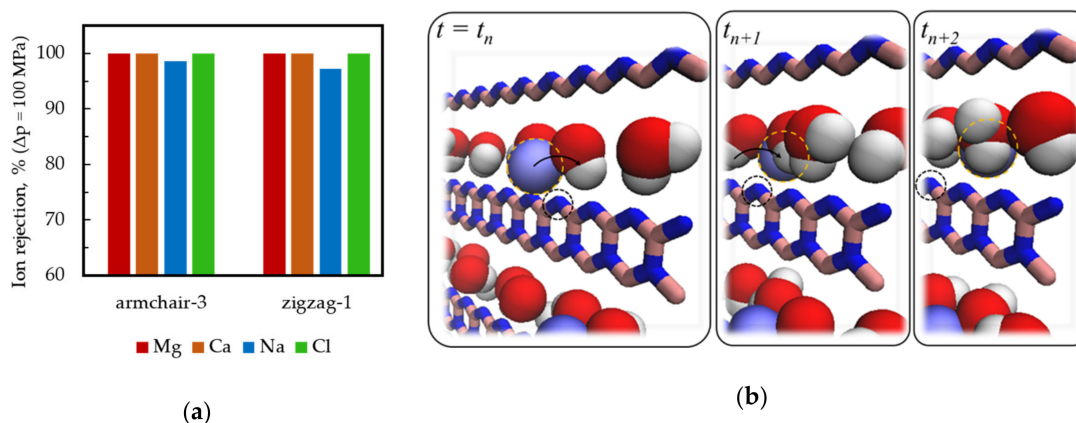 Ion rejection, % (Δp = 100 MPa)
100
90
80
70
60
armchair-3
zigzag-1
Mg
Ca
Na
Cl
(a)
t = tn
tn+1
tn+2
(b)